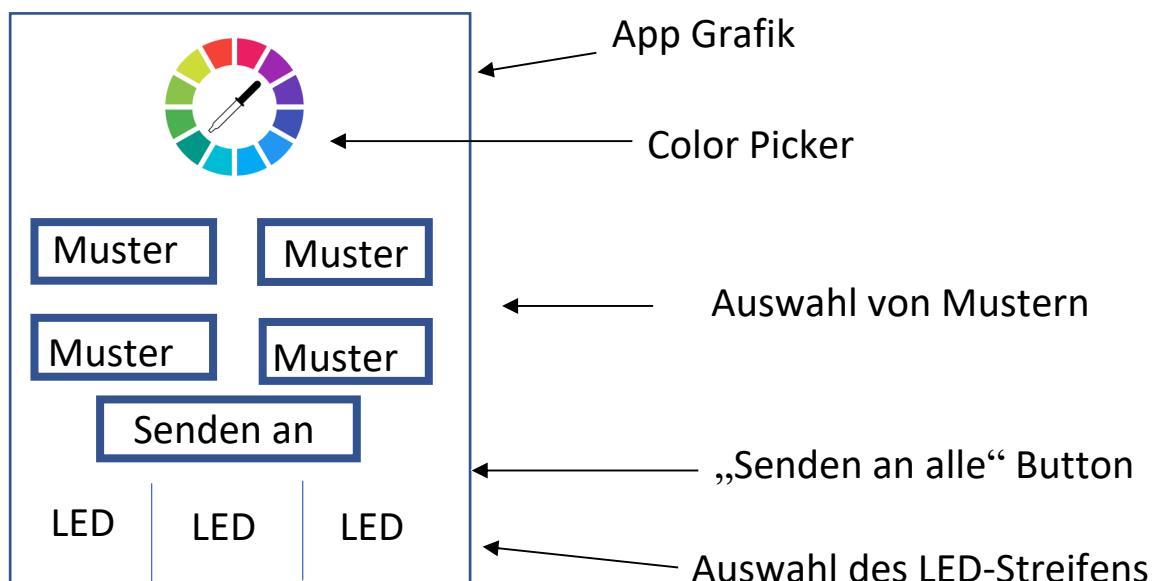 App Grafik
Color Picker
Muster Muster
Auswahl von Mustern
Muster Muster
Senden an
„Senden an alle“ Button
LED LED LED
Auswahl des LED-Streifens